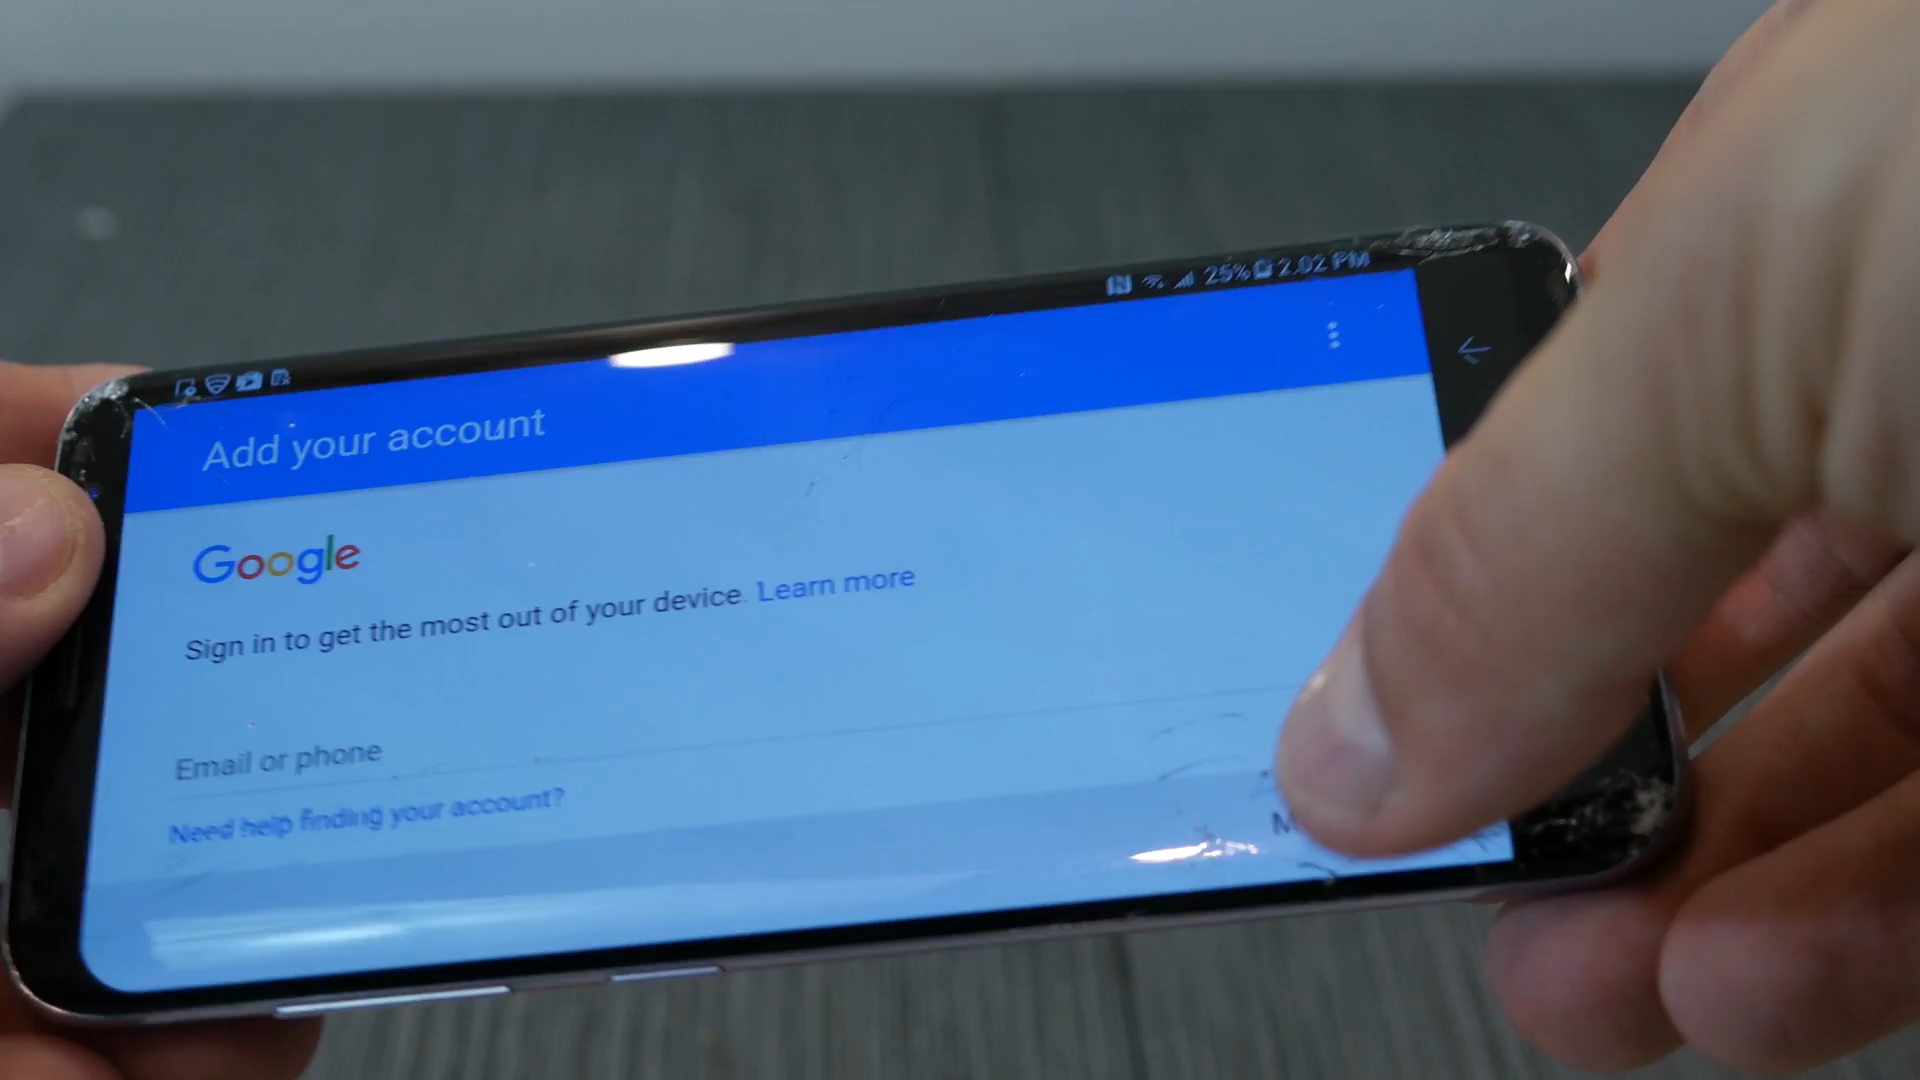 25% 2:02 PM
Add your account
Google
Sign in to get the most out of your device. Learn more
Email or phone
Need help finding your account?